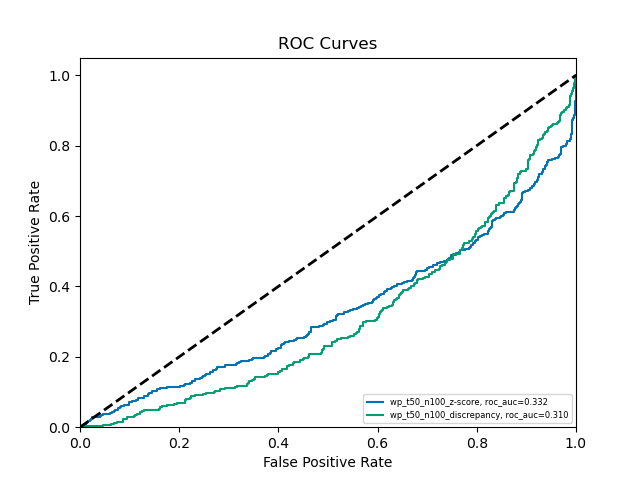 ROC Curves
True Positive Rate
1.0
0.8
0.6
0.4
0.2
0.0
0.0 0.2 0.4 0.6 0.8 1.0
False Positive Rate
wp_t50_n100_z-score, roc_auc=0.332
wp_t50_n100_discrepancy, roc_auc=0.310